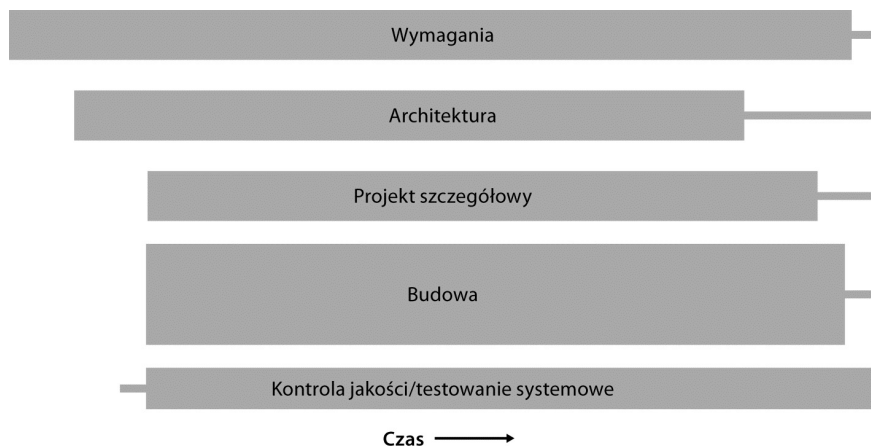 Wymagania
Architektura
Projekt szczegółowy
Budowa
Kontrola jakości/testowanie systemowe
Czas